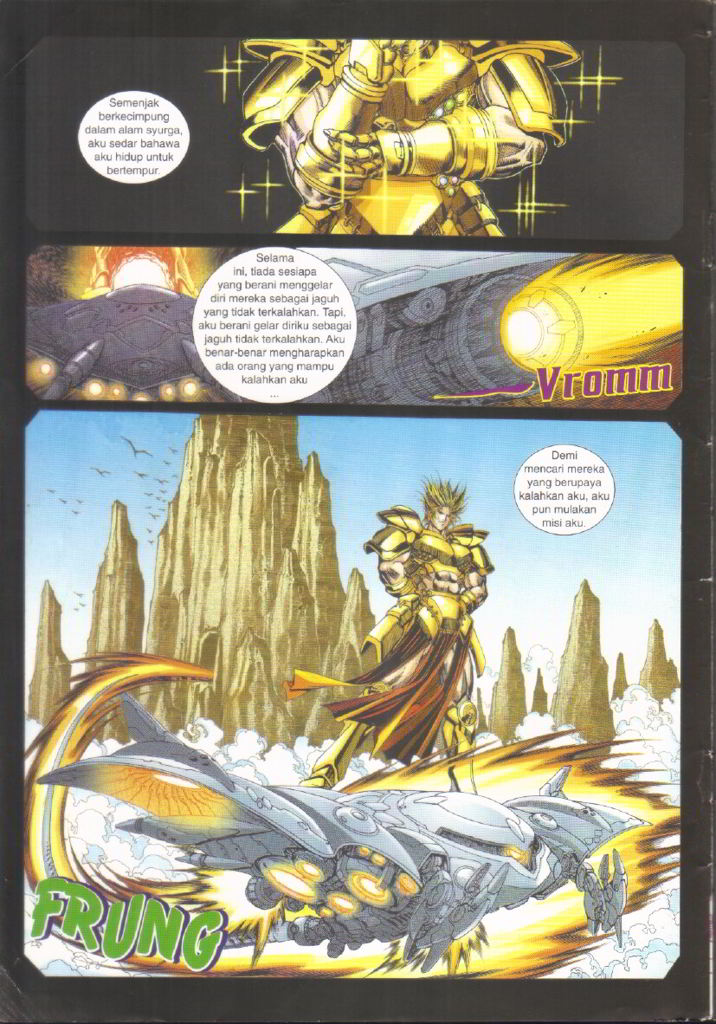 Semenjak
berkecimpung
dalam alam syurga,
aku sedar bahawa
aku hidup untuk
bertempur.
Selama
ini, tiada sesiapa
yang berani menggelar
diri mereka sebagai jaguh
yang tidak terkalahkan. Tapi,
aku berani gelar diriku sebagai
jaguh tidak terkalahkan. Aku
benar-benar mengharapkan
ada orang yang mampu
kalahkan aku
...
Vromm
Demi
mencari mereka
yang berupaya
kalahkan aku, aku
pun mulakan
misi aku.
FRUNG